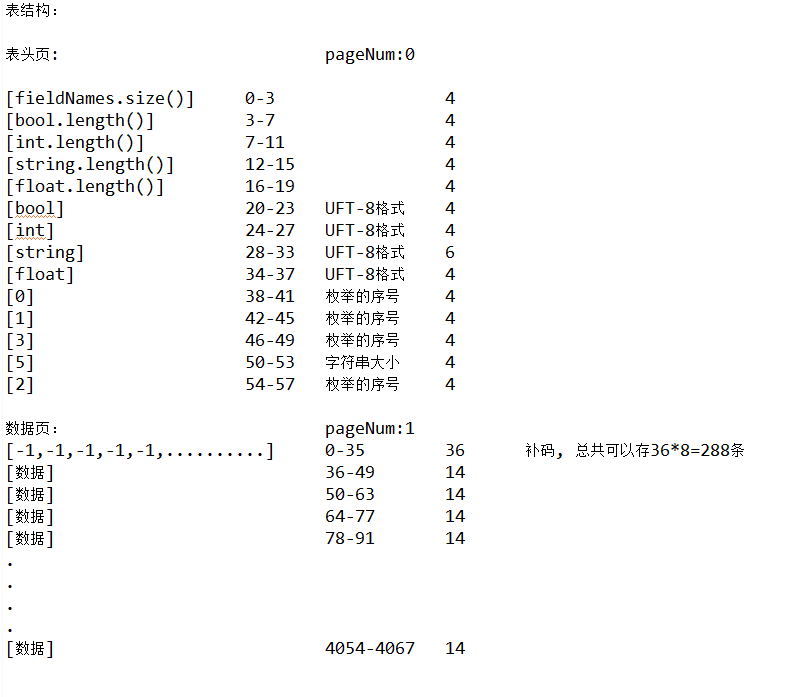 表结构:
表头页: pageNum:0
[fieldNames.size()] 0-3 4
[bool.length()] 3-7 4
[int.length()] 7-11 4
[string.length()] 12-15 4
[float.length()] 16-19 4
[bool] 20-23 UFT-8格式 4
[int] 24-27 UFT-8格式 4
[string] 28-33 UFT-8格式 6
[float] 34-37 UFT-8格式 4
[0] 38-41 枚举的序号 4
[1] 42-45 枚举的序号 4
[3] 46-49 枚举的序号 4
[5] 50-53 字符串大小 4
[2] 54-57 枚举的序号 4
数据页: pageNum:1
[-1,-1,-1,-1,-1,..........] 0-35 36 补码, 总共可以存36*8=288条
[数据] 36-49 14
[数据] 50-63 14
[数据] 64-77 14
[数据] 78-91 14
.
.
.
.
[数据] 4054-4067 14